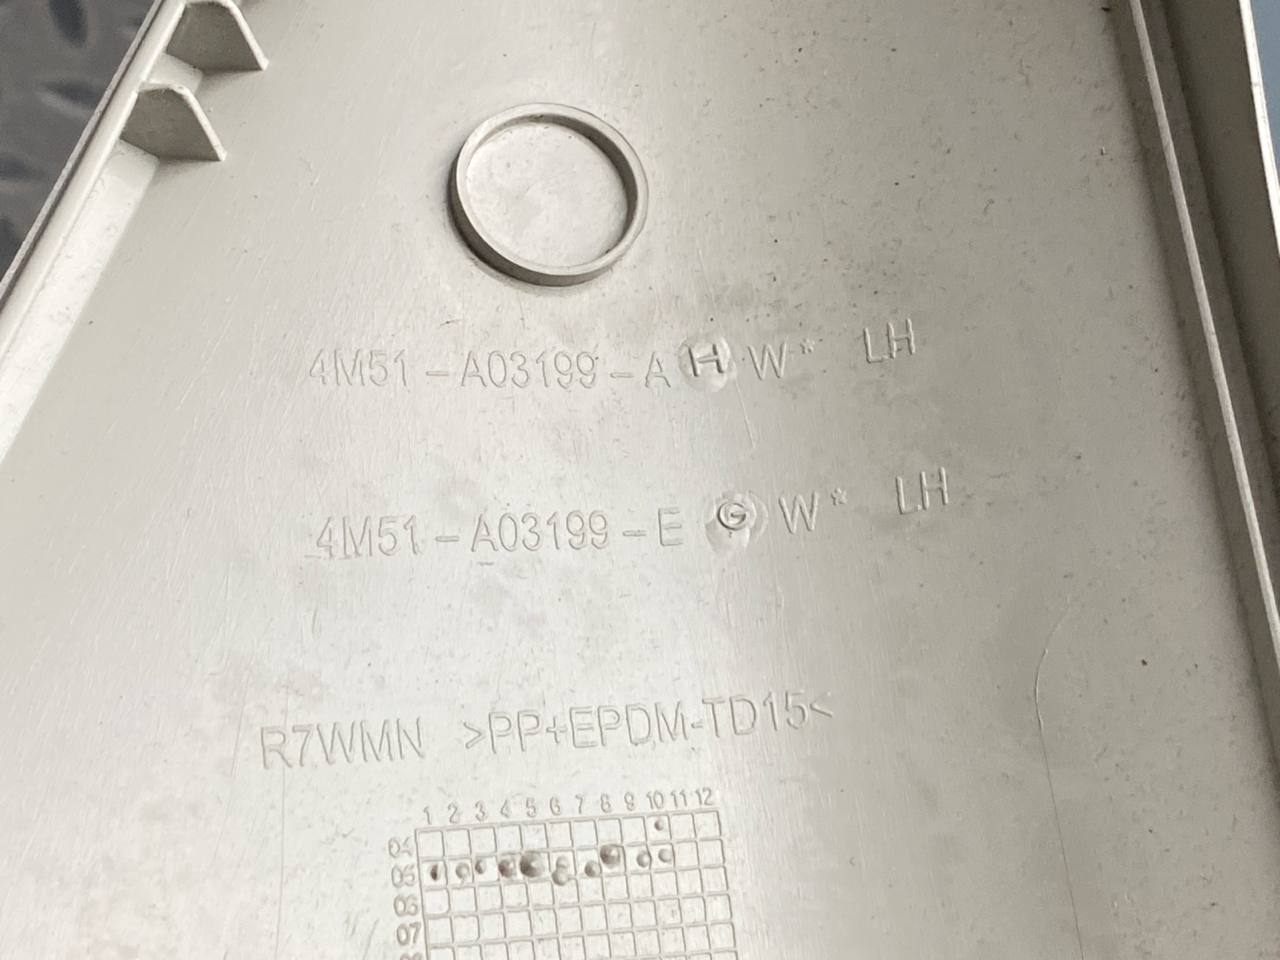 4M51-A03199-A H W* LH
4M51-A03199-E G W* LH
R7WMN >PP+EPDM-TD15<
1 2 3 4 5 6 7 8 9 10 11 12
04
05
06
07